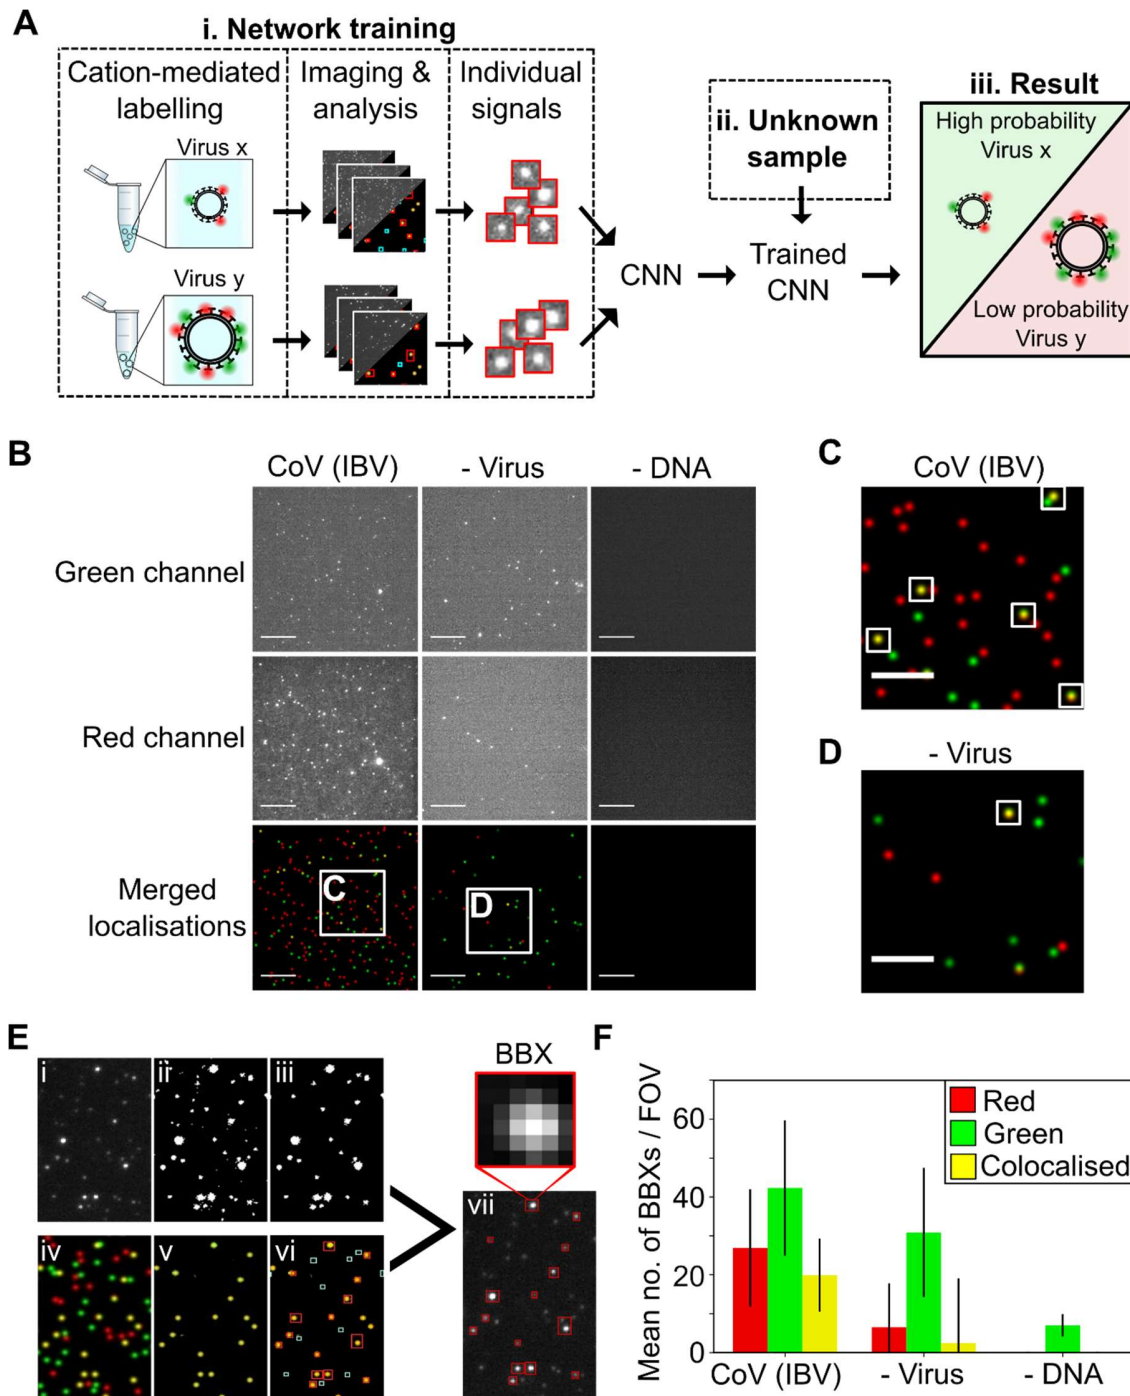 A
i. Network training
Cation-mediated
labelling
Imaging &
analysis
Individual
signals
Virus x
Virus y
CNN
ii. Unknown
sample
Trained
CNN
iii. Result
High probability
Virus x
Low probability
Virus y
B
CoV (IBV)
- Virus
- DNA
Green channel
Red channel
Merged
localisations
C
D
C
CoV (IBV)
D
- Virus
E
i
ii
iii
iv
v
vi
BBX
vii
F
Mean no. of BBXs / FOV
60
40
20
0
Red
Green
Colocalised
CoV (IBV)
- Virus
- DNA